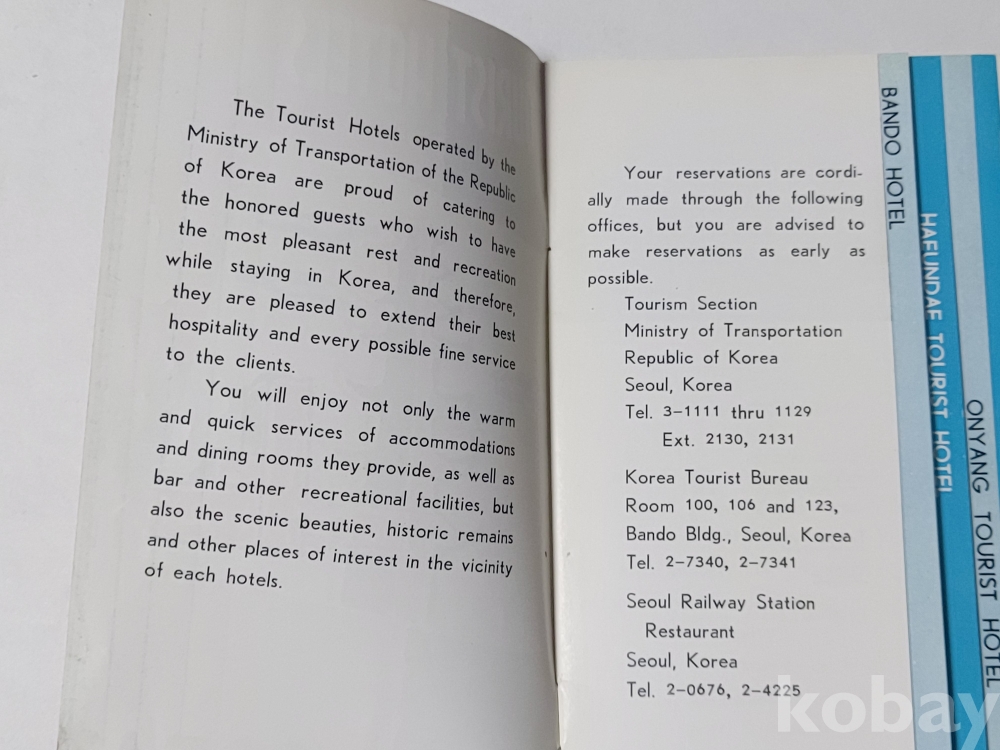 The Tourist Hotels operated by the
Ministry of Transportation of the Republic
of Korea are proud of catering to
the honored guests who wish to have
the most pleasant rest and recreation
while staying in Korea, and therefore,
they are pleased to extend their best
hospitality and every possible fine service
to the clients.
You will enjoy not only the warm
and quick services of accommodations
and dining rooms they provide, as well as
bar and other recreational facilities, but
also the scenic beauties, historic remains
and other places of interest in the vicinity
of each hotels.
Your reservations are cordi-
ally made through the following
offices, but you are advised to
make reservations as early as
possible.
Tourism Section
Ministry of Transportation
Republic of Korea
Seoul, Korea
Tel. 3-1111 thru 1129
Ext. 2130, 2131
Korea Tourist Bureau
Room 100, 106 and 123,
Bando Bldg., Seoul, Korea
Tel. 2-7340, 2-7341
Seoul Railway Station
Restaurant
Seoul, Korea
Tel. 2-0676, 2-4225
BANDO HOTEL
HAEUNDAE TOURIST HOTEL
ONYANG TOURIST HOTEL
kobay